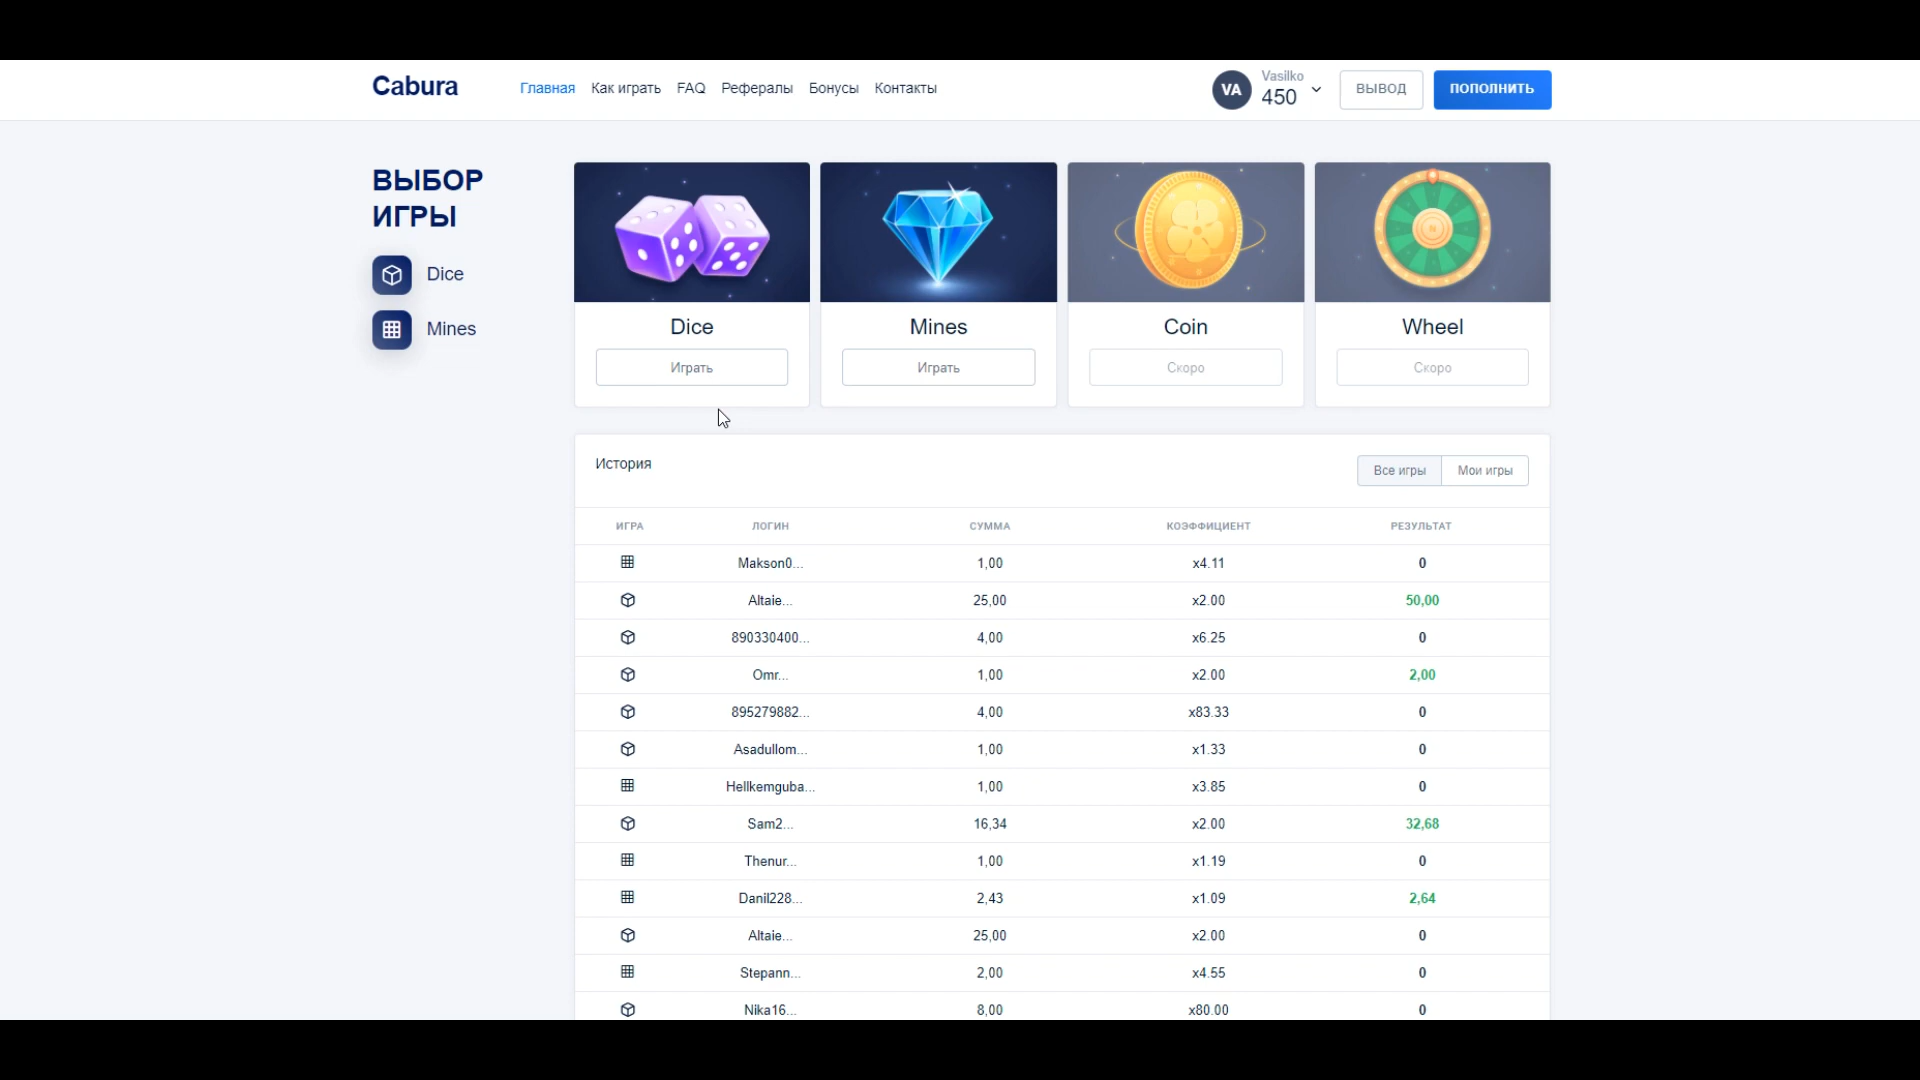 Cabura
Главная Как играть FAQ Рефералы Бонусы Контакты
VA
Vasilko
450
ВЫВОД
ПОПОЛНИТЬ
ВЫБОР
ИГРЫ
Dice
Mines
Dice
Играть
Mines
Играть
Coin
Скоро
Wheel
Скоро
История
Все игры Мои игры
ИГРА ЛОГИН СУММА КОЭФФИЦИЕНТ РЕЗУЛЬТАТ
Makson0... 1,00 x4.11 0
Altaie... 25,00 x2.00 50,00
890330400... 4,00 x6.25 0
Omr... 1,00 x2.00 2,00
895279882... 4,00 x83.33 0
Asadullom... 1,00 x1.33 0
Hellkemguba... 1,00 x3.85 0
Sam2... 16,34 x2.00 32,68
Thenur... 1,00 x1.19 0
Danil228... 2,43 x1.09 2,64
Altaie... 25,00 x2.00 0
Stepann... 2,00 x4.55 0
Nika16... 8,00 x80.00 0